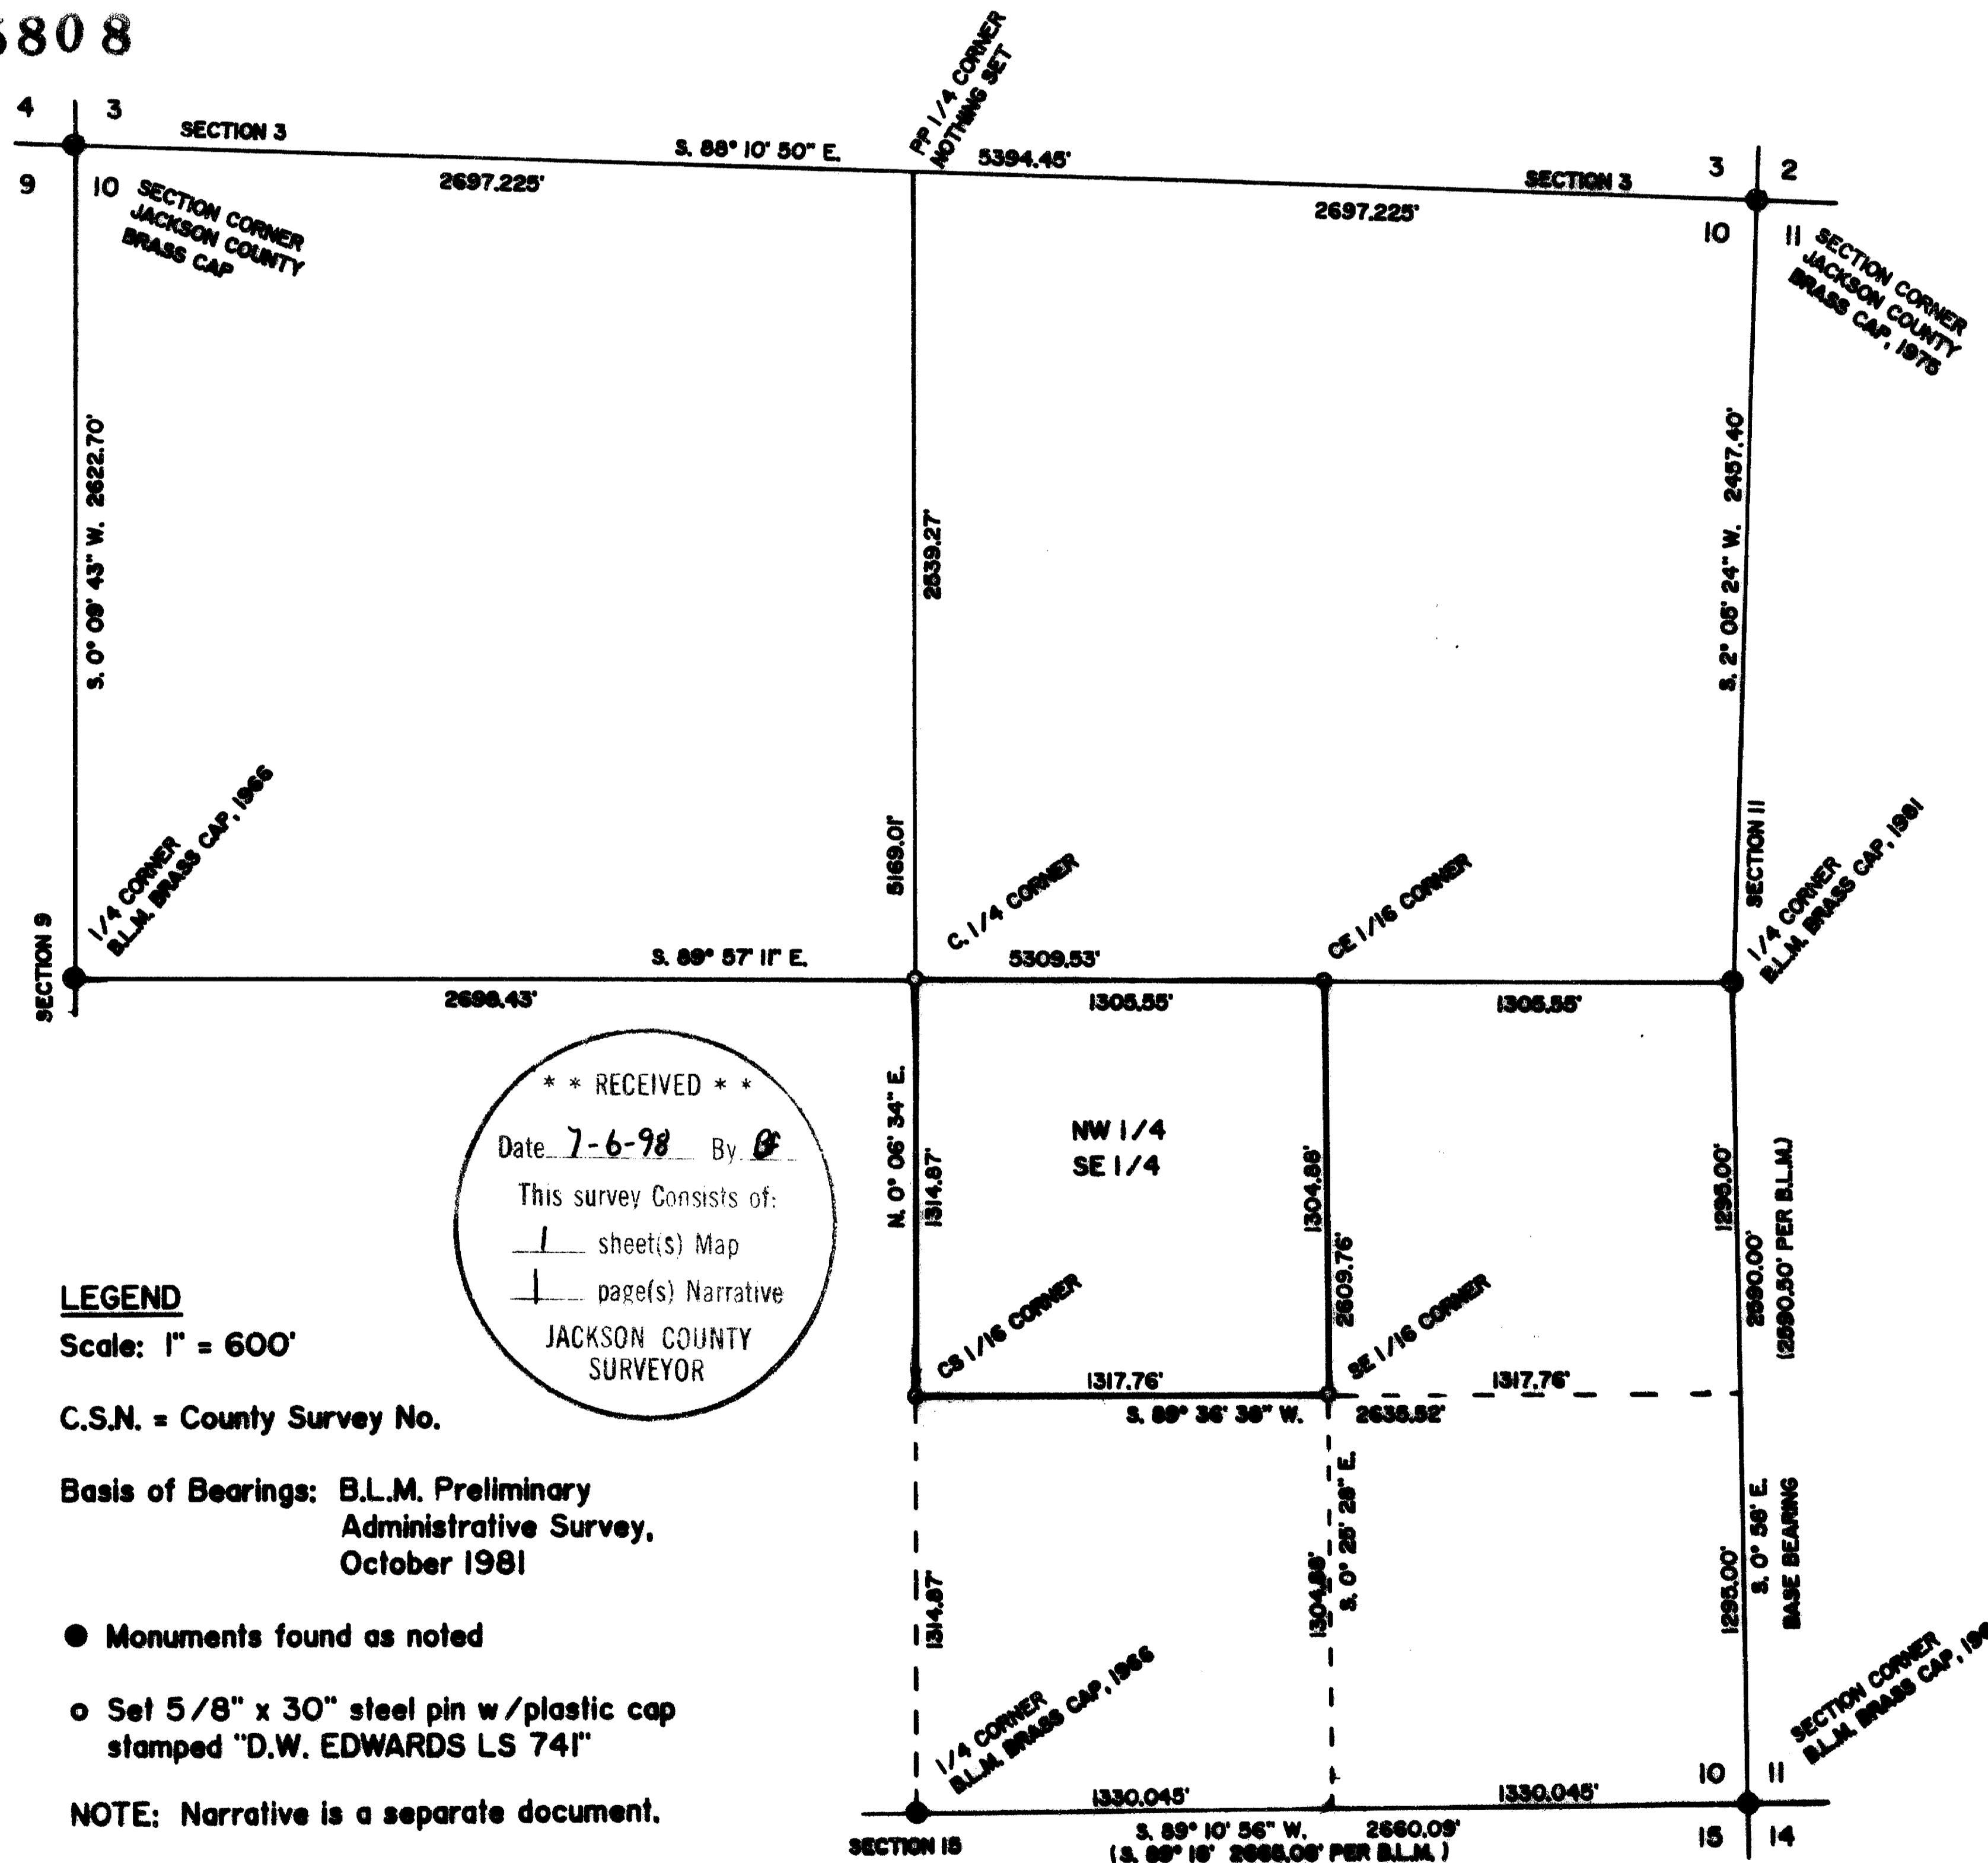 808
4 3
SECTION 3
S. 88° 10' 50" E.
PP 1/4 CORNER
NOTHING SET
5394.45'
SECTION 3
3 2
9 10
SECTION CORNER
JACKSON COUNTY
BRASS CAP
2697.225'
2697.225'
10 11
SECTION CORNER
JACKSON COUNTY
BRASS CAP, 1975
S. 0° 09' 43" W. 2622.70'
2539.27'
S. 2° 05' 24" W. 2457.40'
1/4 CORNER
B.L.M. BRASS CAP, 1966
SECTION 9
5169.01'
C. 1/4 CORNER
CE 1/16 CORNER
SECTION 11
1/4 CORNER
B.L.M. BRASS CAP, 1981
S. 89° 57' 11" E.
5309.53'
2698.43'
1305.55'
1305.55'
* * RECEIVED * *
Date 7-6-98 By
This survey Consists of:
1 sheet(s) Map
1 page(s) Narrative
JACKSON COUNTY
SURVEYOR
N. 0° 06' 34" E.
1314.87'
NW 1/4
SE 1/4
1304.88'
2609.76'
1295.00'
2590.00'
(2590.50' PER B.L.M.)
CS 1/16 CORNER
SE 1/16 CORNER
1317.76'
1317.76'
S. 89° 36' 38" W.
2635.52'
LEGEND
Scale: 1" = 600'
C.S.N. = County Survey No.
Basis of Bearings: B.L.M. Preliminary
Administrative Survey,
October 1981
Monuments found as noted
Set 5/8" x 30" steel pin w/plastic cap
stamped "D.W. EDWARDS LS 741"
NOTE: Narrative is a separate document.
1314.87'
1304.88'
S. 0° 25' 28" E.
1295.00'
S. 0° 58' E.
BASE BEARING
1/4 CORNER
B.L.M. BRASS CAP, 1966
SECTION CORNER
B.L.M. BRASS CAP,
10 11
1330.045'
1330.045'
SECTION 15
S. 89° 10' 56" W.
2660.09'
15 14
(S. 89° PER B.L.M.)